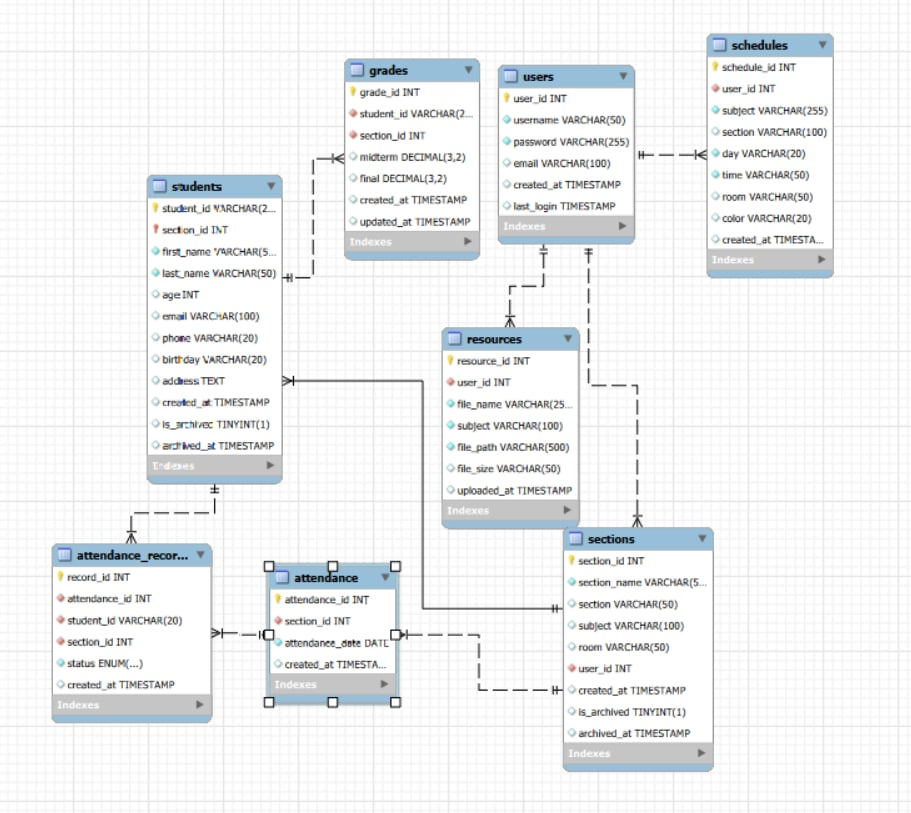 schedules
schedule_id INT
user_id INT
subject VARCHAR(255)
section VARCHAR(100)
day VARCHAR(20)
time VARCHAR(50)
room VARCHAR(50)
color VARCHAR(20)
created_at TIMESTA...
Indexes
grades
grade_id INT
student_id VARCHAR(2...
section_id INT
midterm DECIMAL(3,2)
final DECIMAL(3,2)
created_at TIMESTAMP
updated_at TIMESTAMP
Indexes
users
user_id INT
username VARCHAR(50)
password VARCHAR(255)
email VARCHAR(100)
created_at TIMESTAMP
last_login TIMESTAMP
Indexes
students
student_id VARCHAR(2...
section_id INT
first_name VARCHAR(5...
last_name VARCHAR(50)
age INT
email VARCHAR(100)
phone VARCHAR(20)
birthday VARCHAR(20)
address TEXT
created_at TIMESTAMP
is_archived TINYINT(1)
archived_at TIMESTAMP
Indexes
resources
resource_id INT
user_id INT
file_name VARCHAR(25...
subject VARCHAR(100)
file_path VARCHAR(500)
file_size VARCHAR(50)
uploaded_at TIMESTAMP
Indexes
sections
section_id INT
section_name VARCHAR(5...
section VARCHAR(50)
subject VARCHAR(100)
room VARCHAR(50)
user_id INT
created_at TIMESTAMP
is_archived TINYINT(1)
archived_at TIMESTAMP
Indexes
attendance_recor...
record_id INT
attendance_id INT
student_id VARCHAR(20)
section_id INT
status ENUM(...)
created_at TIMESTAMP
Indexes
attendance
attendance_id INT
section_id INT
attendance_date DATE
created_at TIMESTA...
Indexes